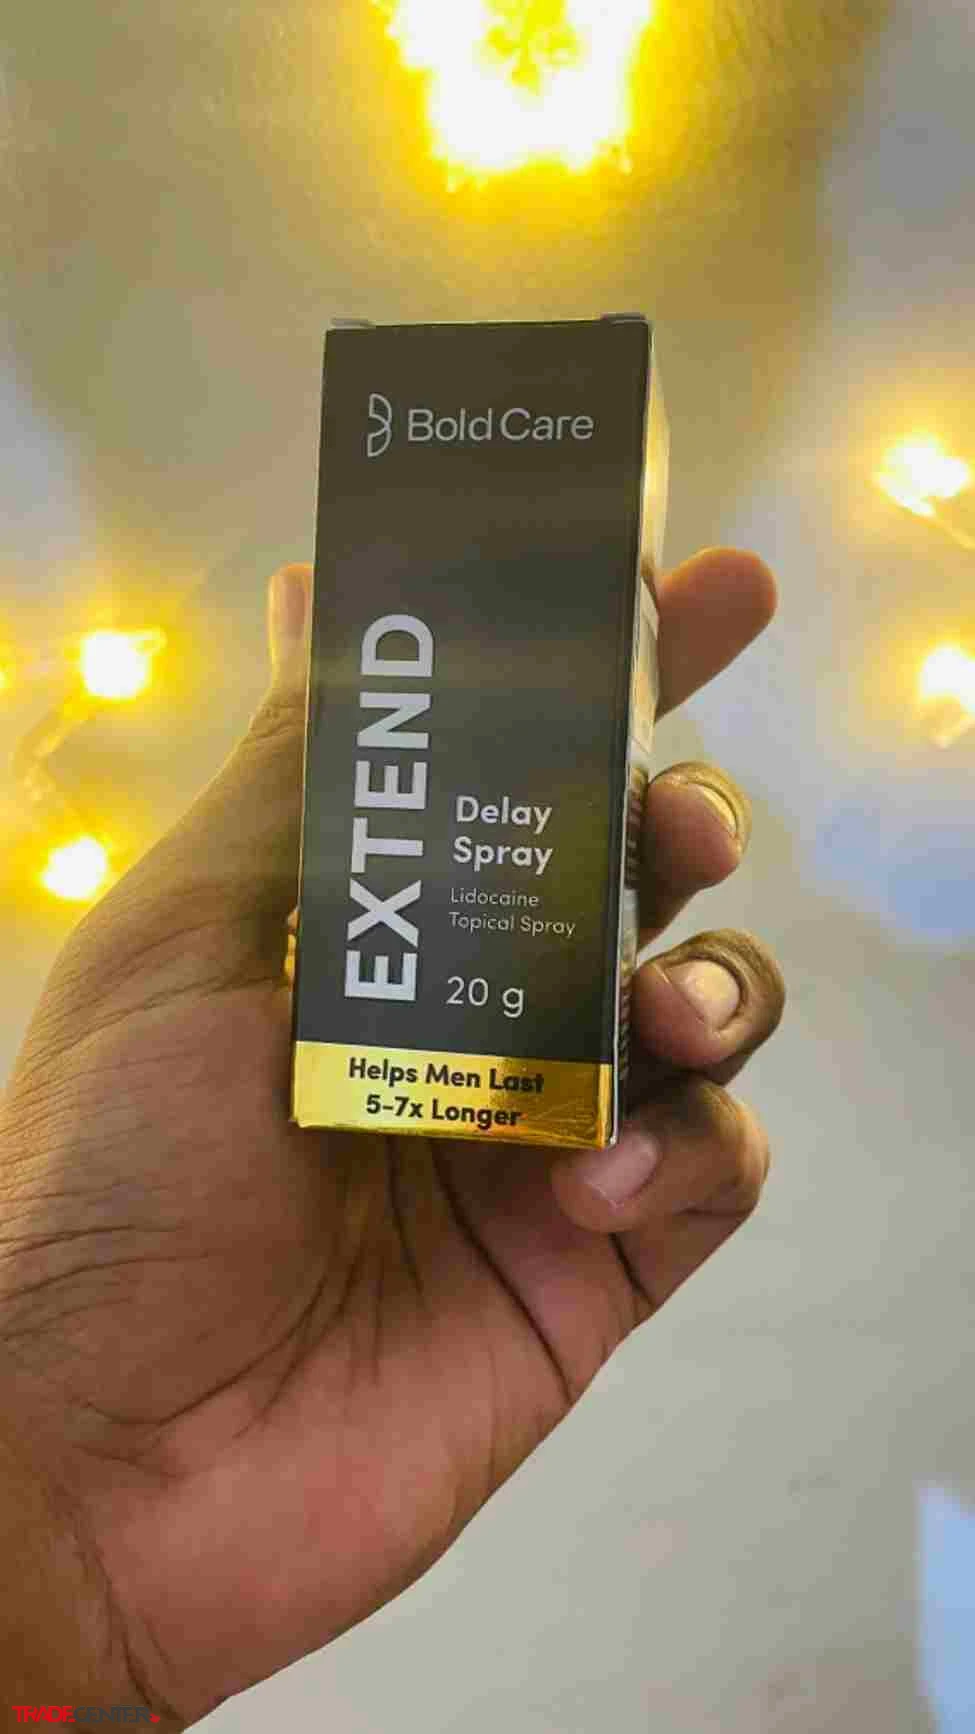 Bold Care
EXTEND
Delay
Spray
Lidocaine
Topical Spray
20 g
Helps Men Last
5-7x Longer
TRADECENTER.